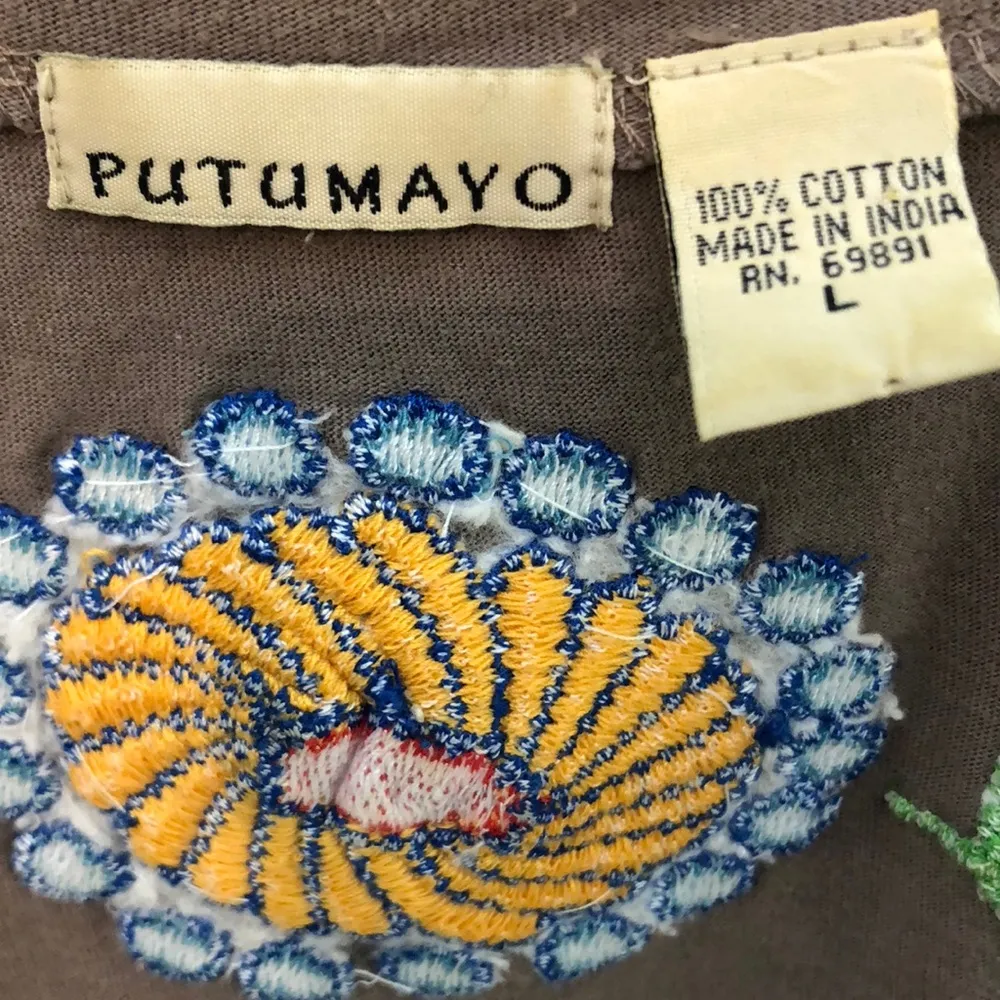 PUTUMAYO
100% COTTON
MADE IN INDIA
RN. 69891
L